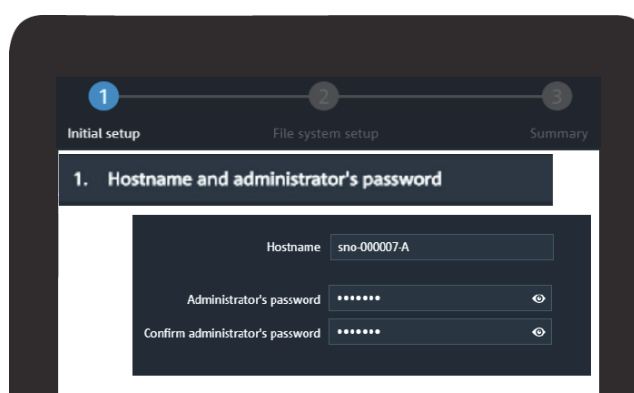 1 2 3
Initial setup File system setup Summary
1. Hostname and administrator's password
Hostname sno-000007-A
Administrator's password •••••••
Confirm administrator's password •••••••